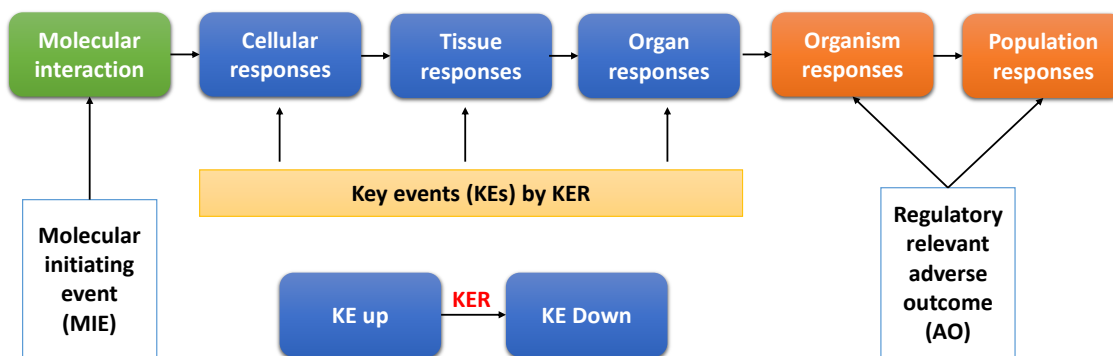 Molecular
interaction
Cellular
responses
Tissue
responses
Organ
responses
Organism
responses
Population
responses
Key events (KEs) by KER
Molecular
initiating
event
(MIE)
Regulatory
relevant
adverse
outcome
(AO)
KE up
KER
KE Down